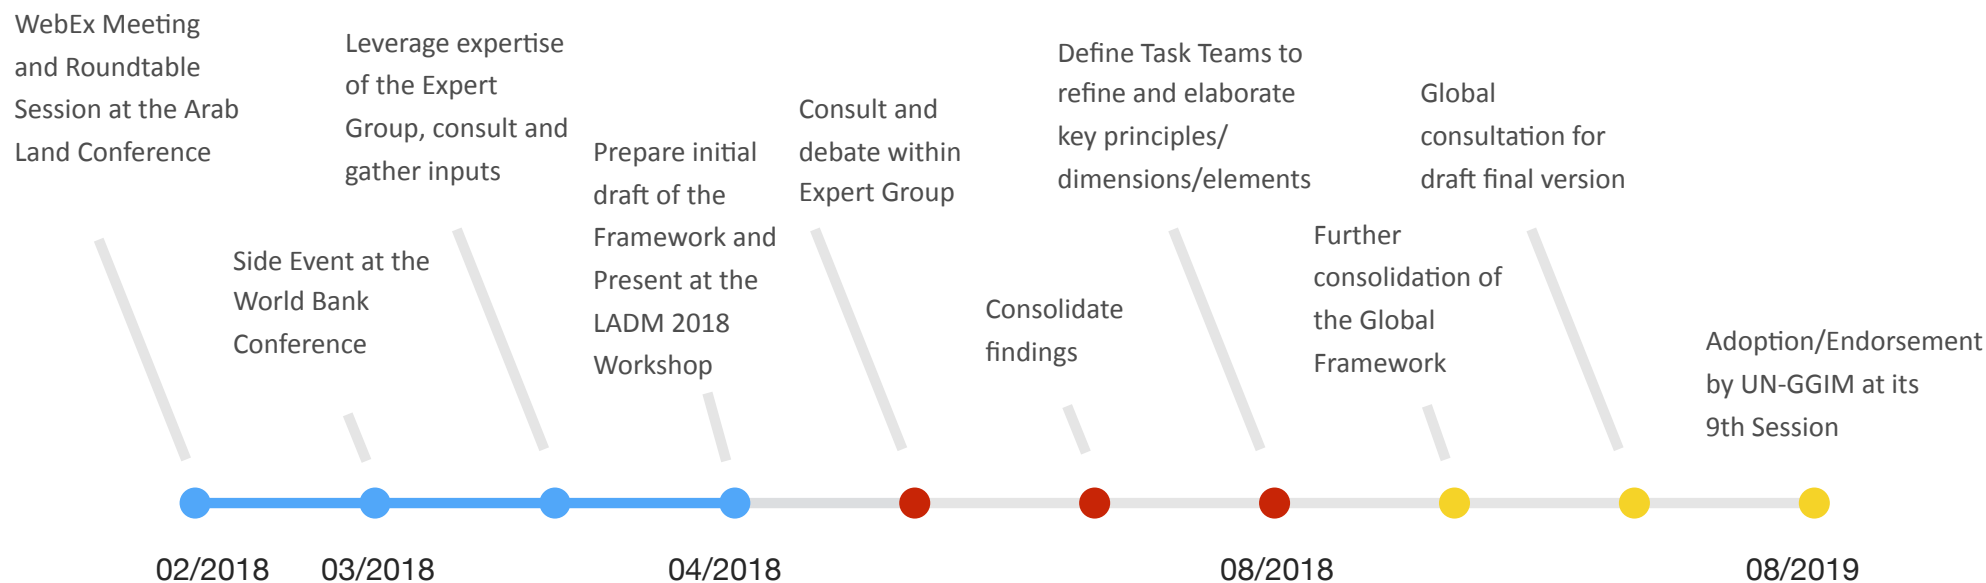 WebEx Meeting
and Roundtable
Session at the Arab
Land Conference
Side Event at the
World Bank
Conference
Leverage expertise
of the Expert
Group, consult and
gather inputs
Prepare initial
draft of the
Framework and
Present at the
LADM 2018
Workshop
Consult and
debate within
Expert Group
Consolidate
findings
Define Task Teams to
refine and elaborate
key principles/
dimensions/elements
Further
consolidation of
the Global
Framework
Global
consultation for
draft final version
Adoption/Endorsement
by UN-GGIM at its
9th Session
02/2018 03/2018 04/2018 08/2018 08/2019